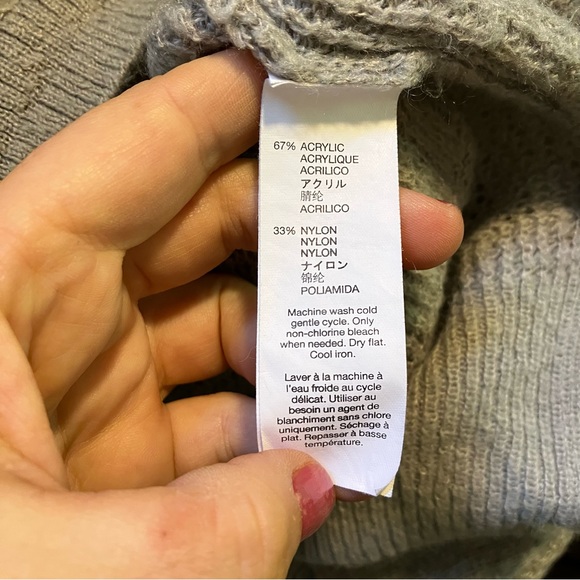 67% ACRYLIC
ACRYLIQUE
ACRILICO
アクリル
腈纶
ACRILICO
33% NYLON
NYLON
NYLON
ナイロン
锦纶
POLIAMIDA
Machine wash cold
gentle cycle. Only
non-chlorine bleach
when needed. Dry flat.
Cool iron.
Laver à la machine à
l'eau froide au cycle
délicat. Utiliser au
besoin un agent de
blanchiment sans chlore
uniquement. Séchage à
plat. Repasser à basse
température.